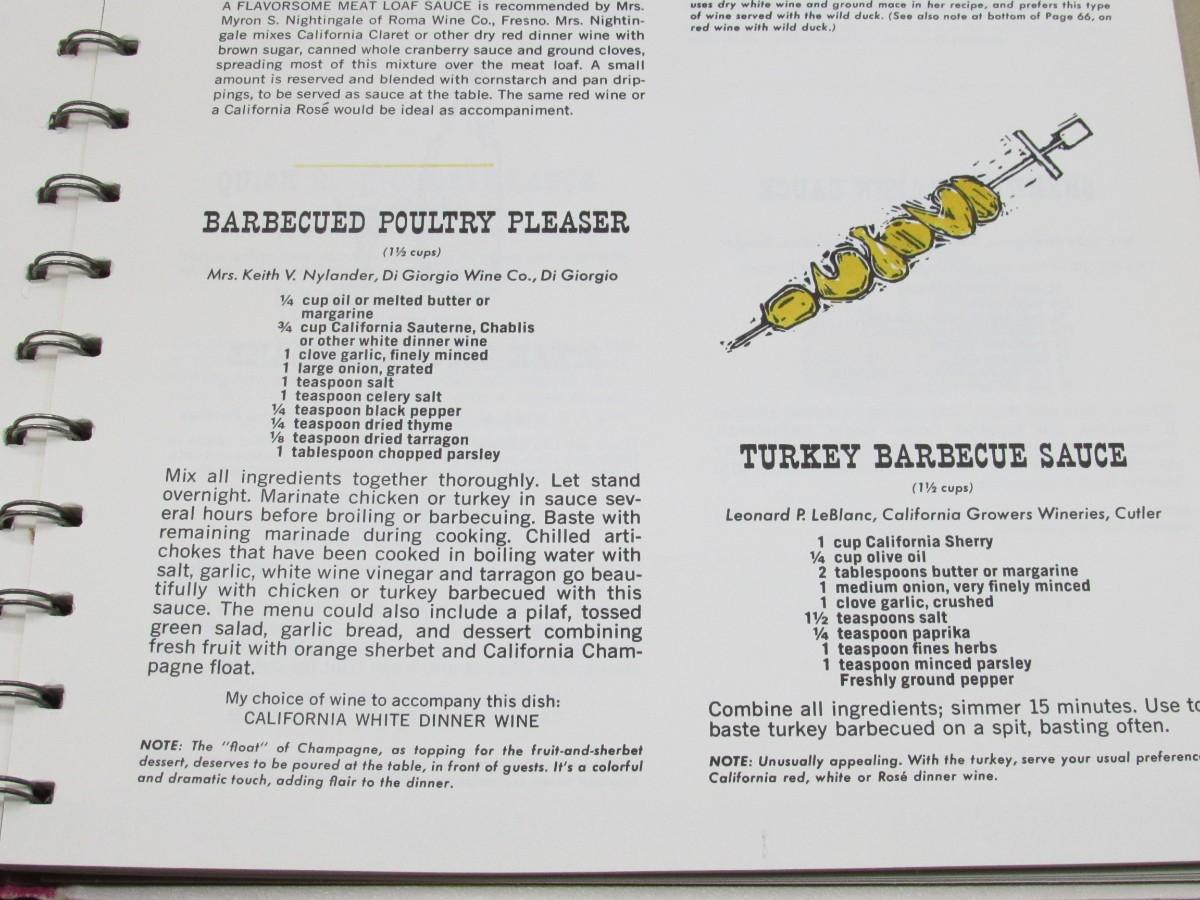 A FLAVORSOME MEAT LOAF SAUCE is recommended by Mrs.
Myron S. Nightingale of Roma Wine Co., Fresno. Mrs. Nightin-
gale mixes California Claret or other dry red dinner wine with
brown sugar, canned whole cranberry sauce and ground cloves,
spreading most of this mixture over the meat loaf. A small
amount is reserved and blended with cornstarch and pan drip-
pings, to be served as sauce at the table. The same red wine or
a California Rosé would be ideal as accompaniment.
BARBECUED POULTRY PLEASER
(1½ cups)
Mrs. Keith V. Nylander, Di Giorgio Wine Co., Di Giorgio
¼ cup oil or melted butter or
margarine
¾ cup California Sauterne, Chablis
or other white dinner wine
1 clove garlic, finely minced
1 large onion, grated
1 teaspoon salt
1 teaspoon celery salt
¼ teaspoon black pepper
¼ teaspoon dried thyme
⅛ teaspoon dried tarragon
1 tablespoon chopped parsley
Mix all ingredients together thoroughly. Let stand
overnight. Marinate chicken or turkey in sauce sev-
eral hours before broiling or barbecuing. Baste with
remaining marinade during cooking. Chilled arti-
chokes that have been cooked in boiling water with
salt, garlic, white wine vinegar and tarragon go beau-
tifully with chicken or turkey barbecued with this
sauce. The menu could also include a pilaf, tossed
green salad, garlic bread, and dessert combining
fresh fruit with orange sherbet and California Cham-
pagne float.
My choice of wine to accompany this dish:
CALIFORNIA WHITE DINNER WINE
NOTE: The "float" of Champagne, as topping for the fruit-and-sherbet
dessert, deserves to be poured at the table, in front of guests. It's a colorful
and dramatic touch, adding flair to the dinner.
uses dry white wine and ground mace in her recipe, and prefers this type
of wine served with the wild duck. (See also note at bottom of Page 66, on
red wine with wild duck.)
TURKEY BARBECUE SAUCE
(1½ cups)
Leonard P. LeBlanc, California Growers Wineries, Cutler
1 cup California Sherry
¼ cup olive oil
2 tablespoons butter or margarine
1 medium onion, very finely minced
1 clove garlic, crushed
1½ teaspoons salt
¼ teaspoon paprika
1 teaspoon fines herbs
1 teaspoon minced parsley
Freshly ground pepper
Combine all ingredients; simmer 15 minutes. Use to
baste turkey barbecued on a spit, basting often.
NOTE: Unusually appealing. With the turkey, serve your usual preference
California red, white or Rosé dinner wine.